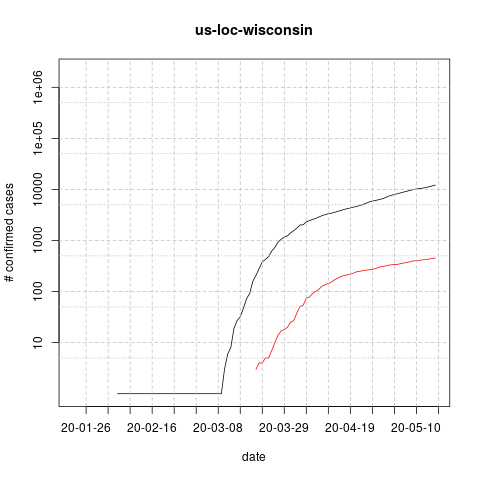 us-loc-wisconsin
# confirmed cases
1e+06
1e+05
10000
1000
100
10
20-01-26 20-02-16 20-03-08 20-03-29 20-04-19 20-05-10
date